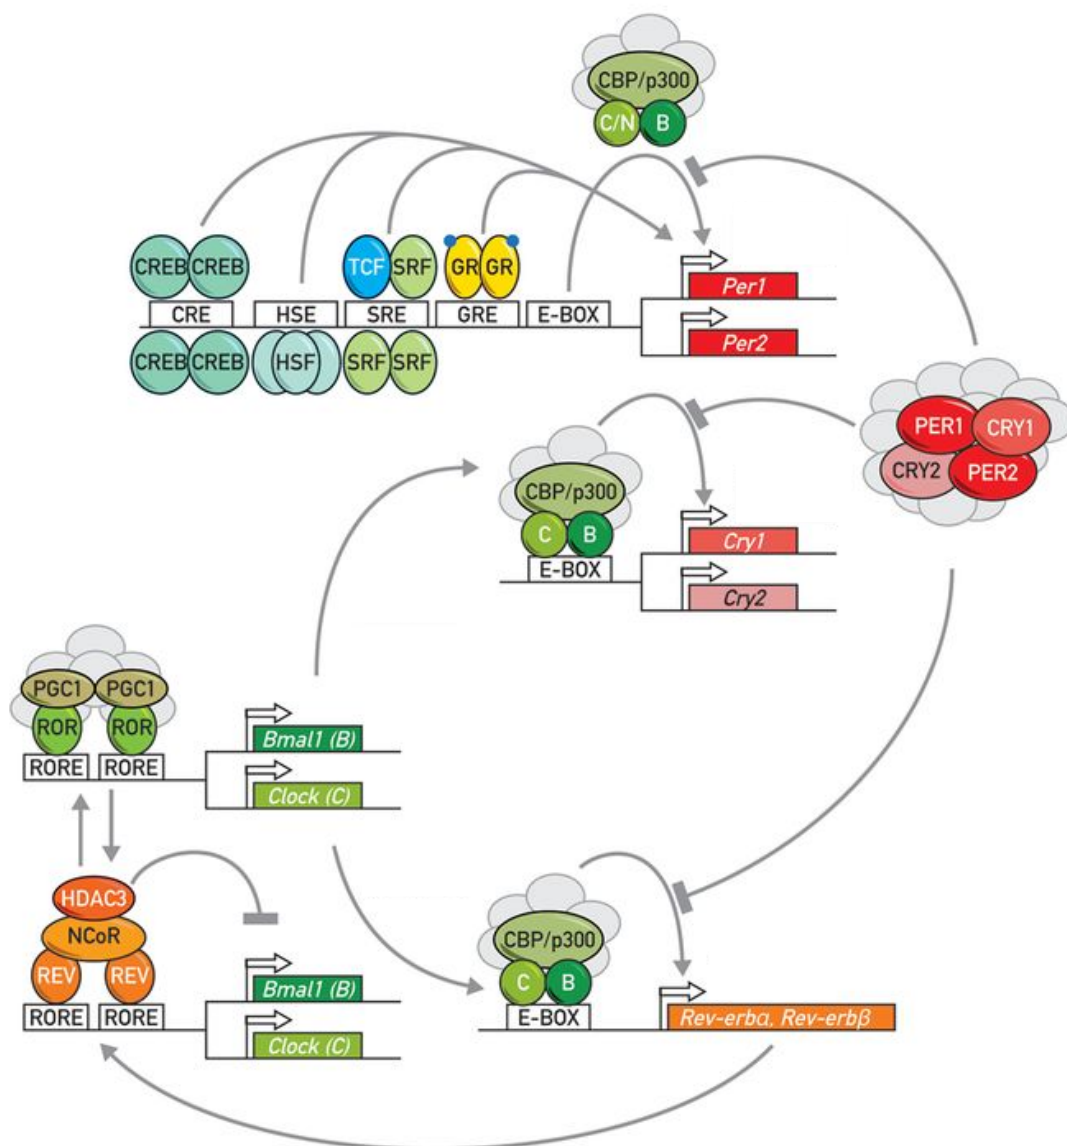 CBP/p300
C/N B
CREB CREB TCF SRF GR GR
CRE HSE SRE GRE E-BOX
CREB CREB HSF SRF SRF
Per1
Per2
PER1 CRY1
CRY2 PER2
CBP/p300
C B
E-BOX
Cry1
Cry2
PGC1 PGC1
ROR ROR
RORE RORE
Bmal1 (B)
Clock (C)
HDAC3
NCoR
REV REV
RORE RORE
Bmal1 (B)
Clock (C)
CBP/p300
C B
E-BOX
Rev-erbα, Rev-erbβ